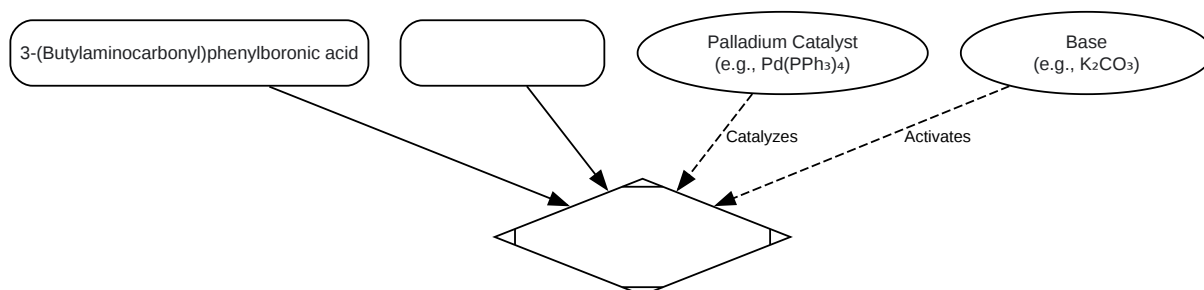 3-(Butylaminocarbonyl)phenylboronic acid
Palladium Catalyst
(e.g., Pd(PPh₃)₄)
Base
(e.g., K₂CO₃)
Catalyzes
Activates